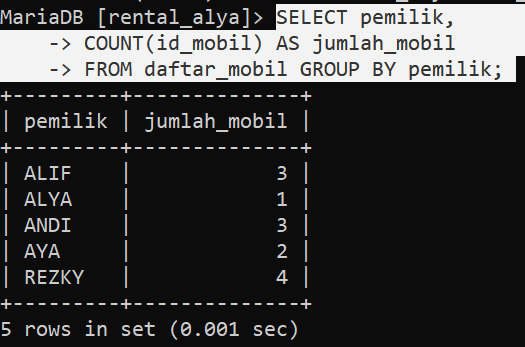 MariaDB [rental_alya]> SELECT pemilik,
    -> COUNT(id_mobil) AS jumlah_mobil
    -> FROM daftar_mobil GROUP BY pemilik;
+---------+--------------+
| pemilik | jumlah_mobil |
+---------+--------------+
| ALIF    |            3 |
| ALYA    |            1 |
| ANDI    |            3 |
| AYA     |            2 |
| REZKY   |            4 |
+---------+--------------+
5 rows in set (0.001 sec)